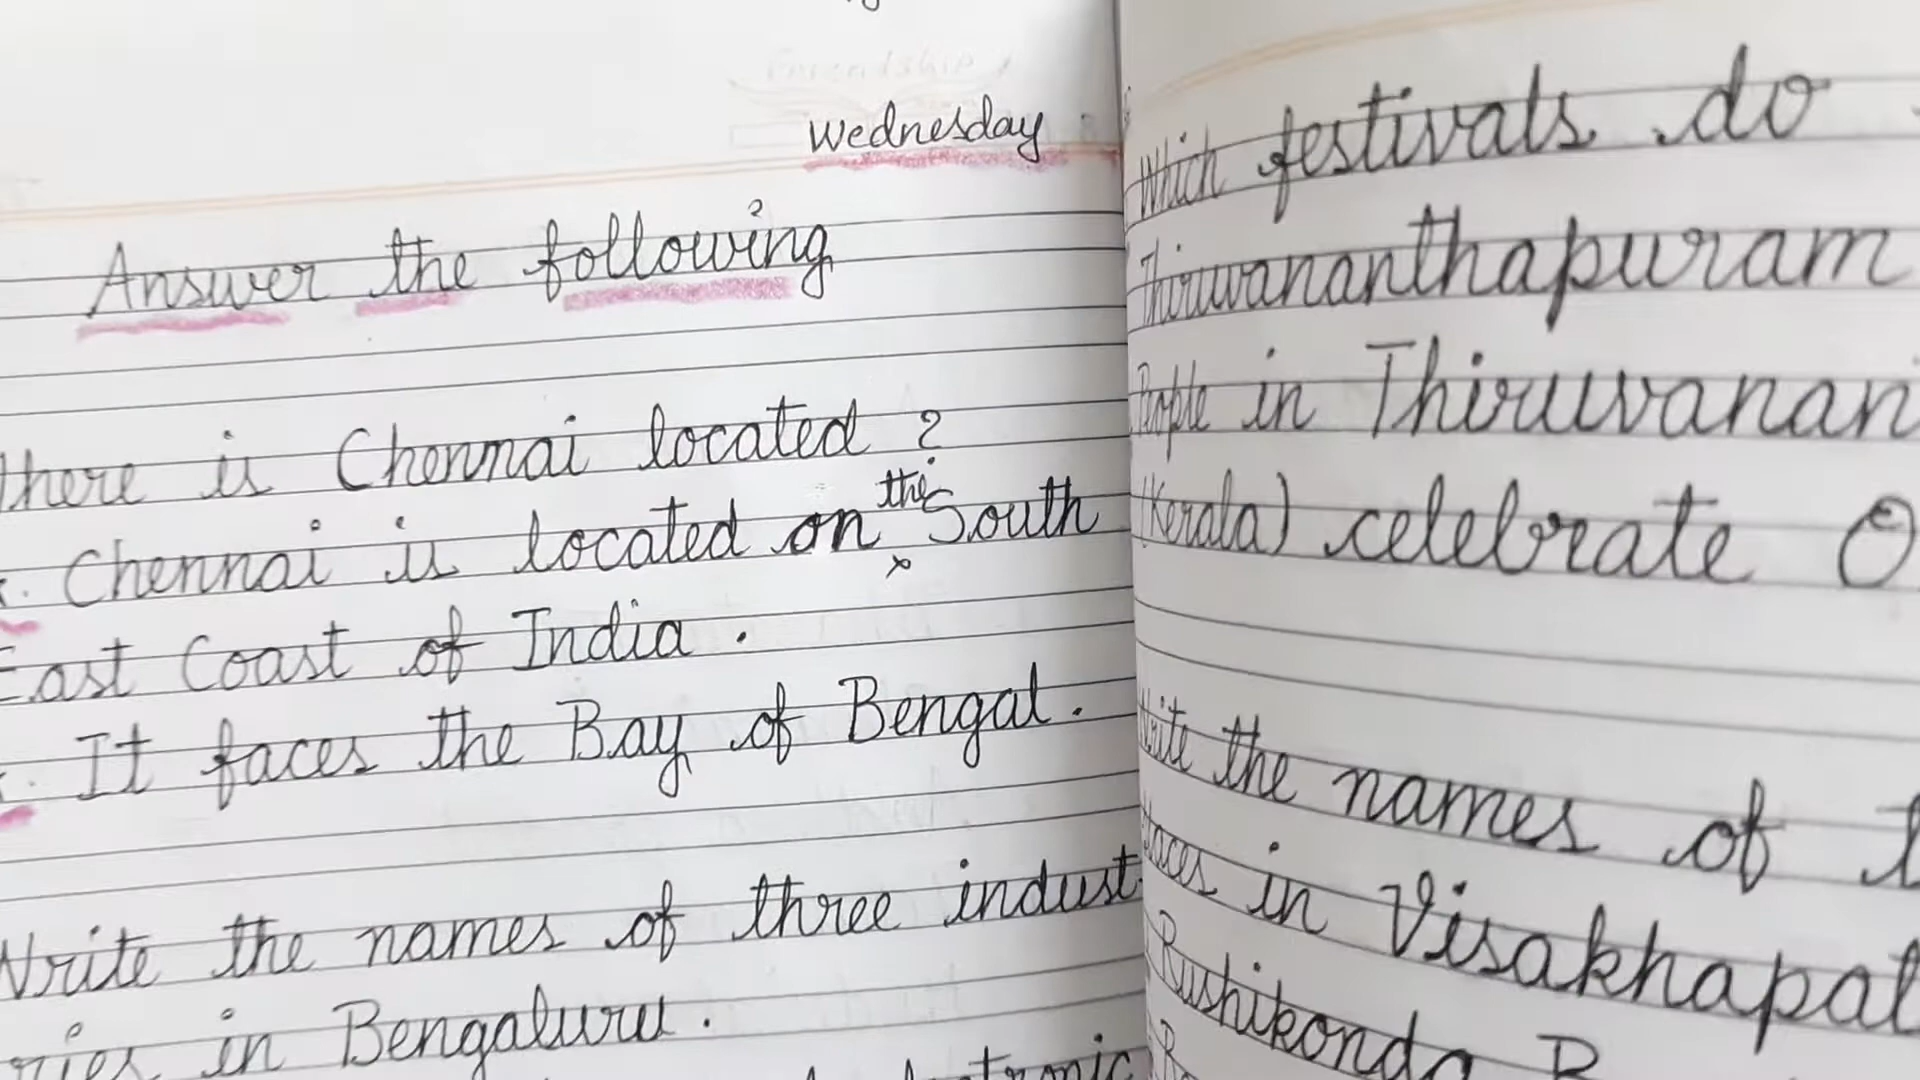 Wednesday
Answer the following
Where is Chennai located ?
Chennai is located on the South
East Coast of India .
It faces the Bay of Bengal .
Write the names of three indust
ries in Bengaluru .
Which festivals do
Thiruvananthapuram
People in Thiruvanan
(Kerala) celebrate O
Write the names of
in Visakhapat
Rushikonda B